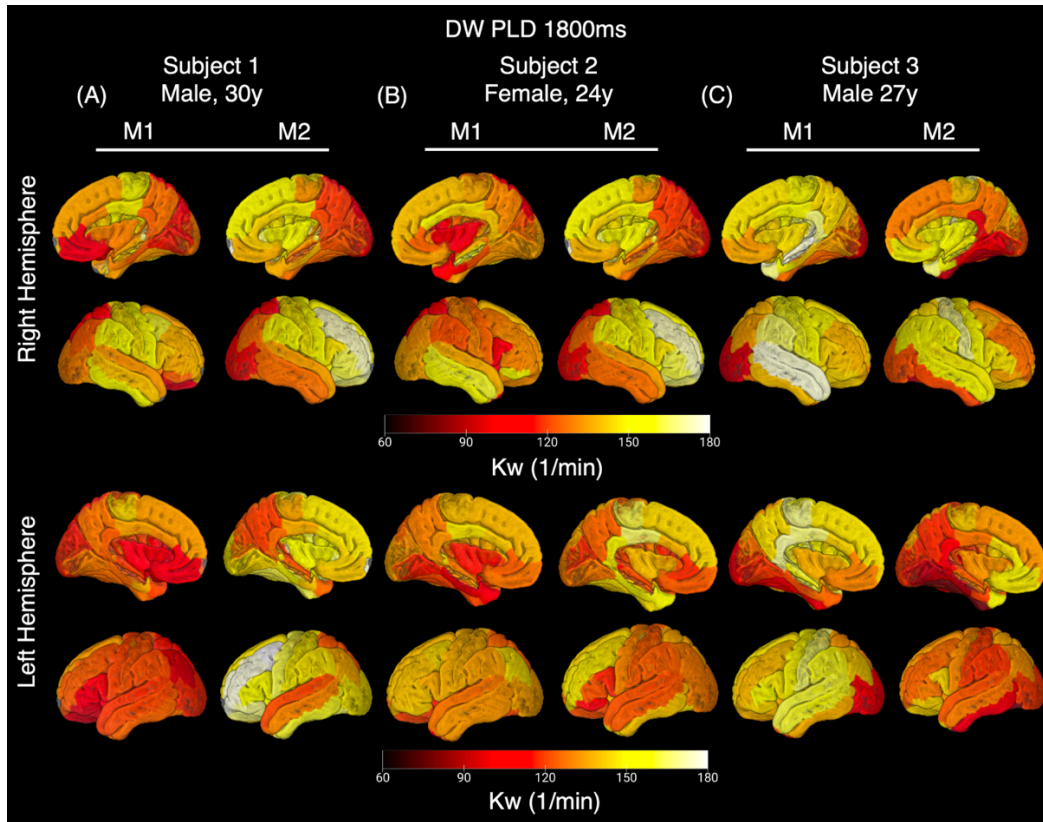 DW PLD 1800ms
Subject 1
Male, 30y
Subject 2
Female, 24y
Subject 3
Male 27y
(A)
(B)
(C)
M1
M2
M1
M2
M1
M2
Right Hemisphere
60 90 120 150 180
Kw (1/min)
Left Hemisphere
60 90 120 150 180
Kw (1/min)